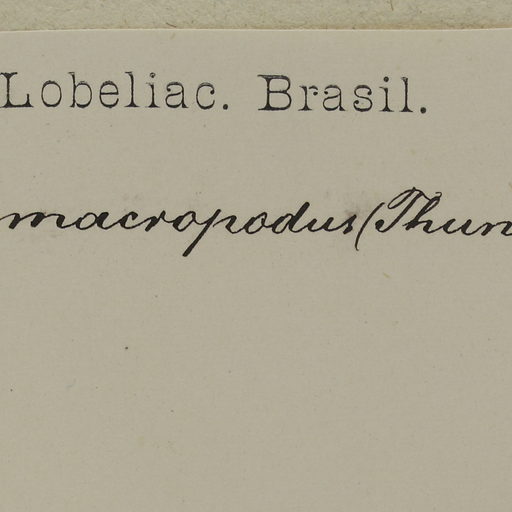 Lobeliac. Brasil.
macropodus (Thun